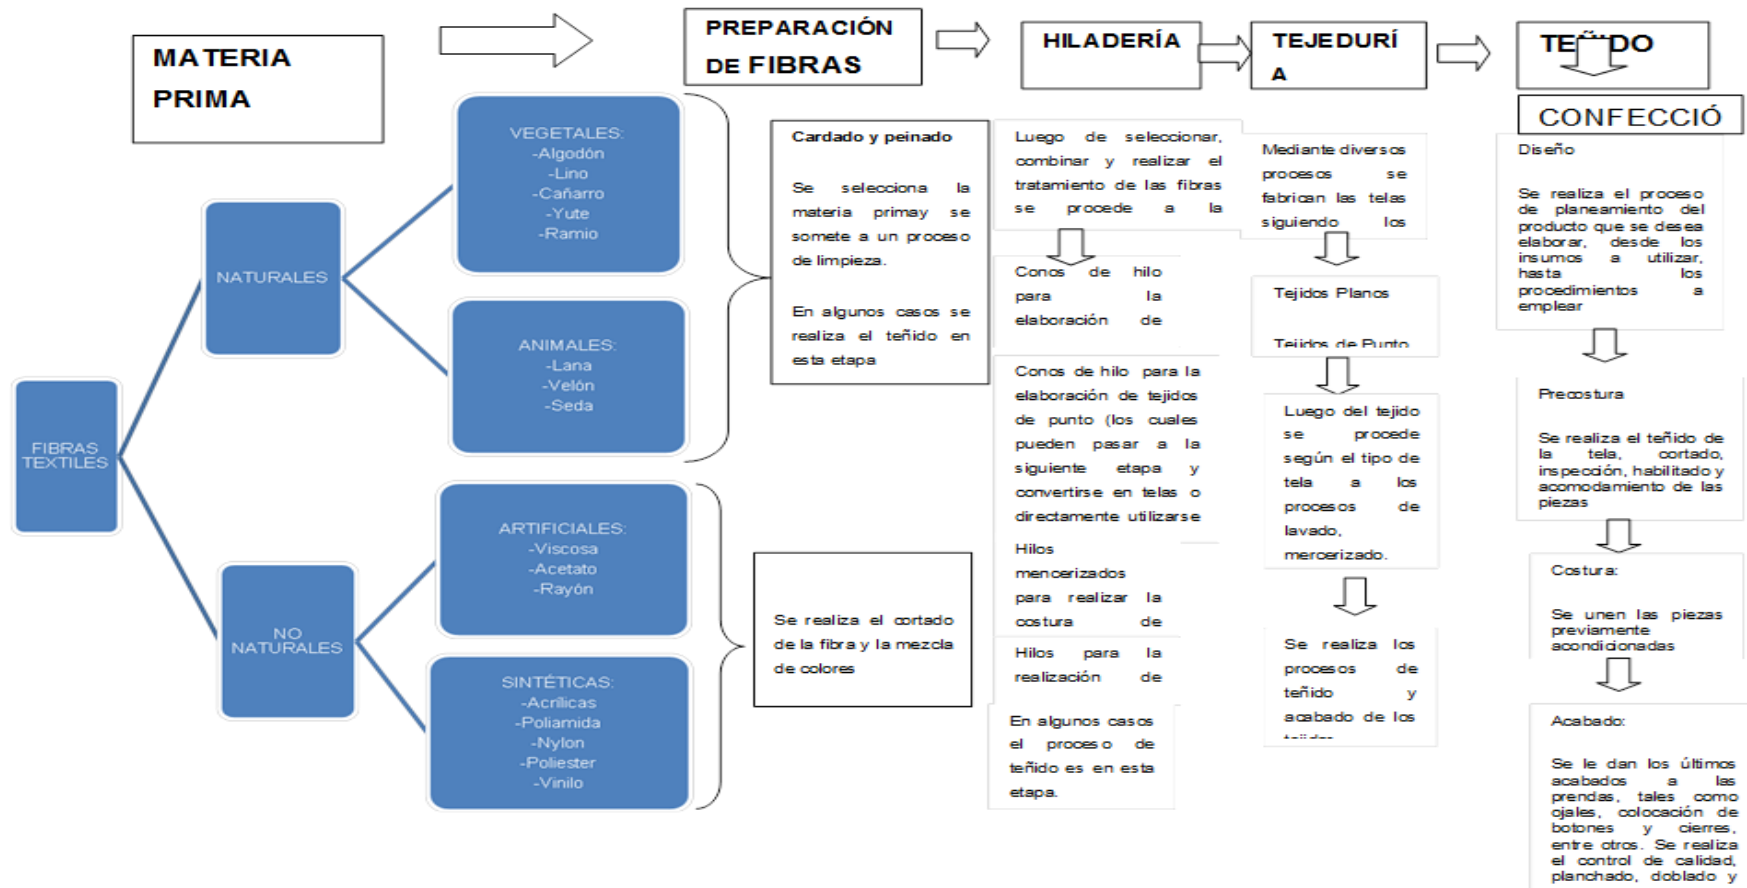 MATERIA
PRIMA
PREPARACIÓN
DE FIBRAS
HILADERÍA
TEJEDURÍ
A
TEÑIDO
CONFECCIÓ
FIBRAS
TEXTILES
NATURALES
NO
NATURALES
VEGETALES:
-Algodón
-Lino
-Cañarro
-Yute
-Ramio
ANIMALES:
-Lana
-Velón
-Seda
ARTIFICIALES:
-Viscosa
-Acetato
-Rayón
SINTÉTICAS:
-Acrílicas
-Poliamida
-Nylon
-Poliester
-Vinilo
Cardado y peinado
Se selecciona la
materia primay se
somete a un proceso
de limpieza.
En algunos casos se
realiza el teñido en
esta etapa
Se realiza el cortado
de la fibra y la mezcla
de colores
Luego de seleccionar,
combinar y realizar el
tratamiento de las fibras
se procede a la
Conos de hilo
para la
elaboración de
Conos de hilo para la
elaboración de tejidos
de punto (los cuales
pueden pasar a la
siguiente etapa y
convertirse en telas o
directamente utilizarse
Hilos
mencerizados
para realizar la
costura de
Hilos para la
realización de
En algunos casos
el proceso de
teñido es en esta
etapa.
Mediante diversos
procesos se
fabrican las telas
siguiendo los
Tejidos Planos
Tejidos de Punto
Luego del tejido
se procede
según el tipo de
tela a los
procesos de
lavado,
mercerizado.
Se realiza los
procesos de
teñido y
acabado de los
tejidos
Diseño
Se realiza el proceso
de planeamiento del
producto que se desea
elaborar, desde los
insumos a utilizar,
hasta los
procedimientos a
emplear
Precostura
Se realiza el teñido de
la tela, cortado,
inspección, habilitado y
acomodamiento de las
piezas
Costura:
Se unen las piezas
previamente
acondicionadas
Acabado:
Se le dan los últimos
acabados a las
prendas, tales como
ojales, colocación de
botones y cierres,
entre otros. Se realiza
el control de calidad,
planchado, doblado y